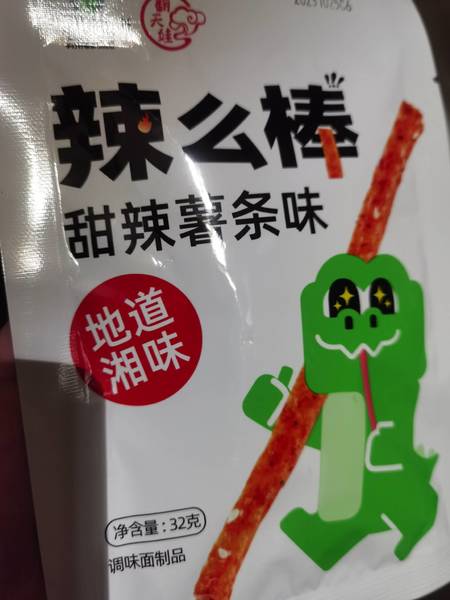 辣么棒
甜辣薯条味
地道
湘味
净含量:32克
调味面制品